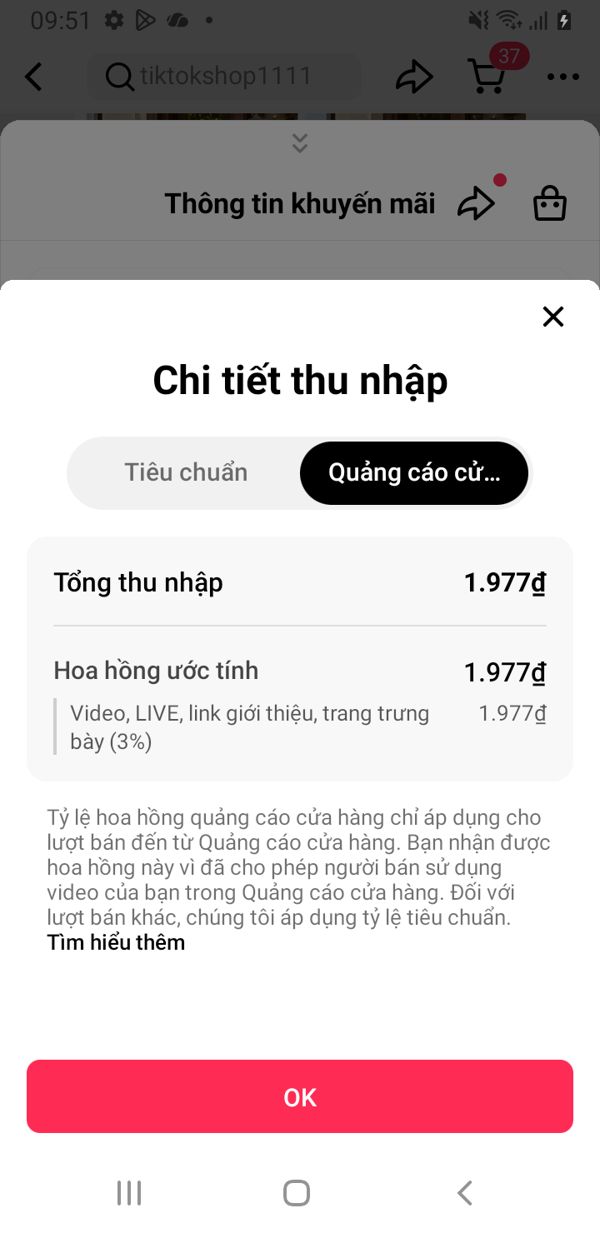 09:51
37
tiktokshop1111
Thông tin khuyến mãi
Chi tiết thu nhập
Tiêu chuẩn
Quảng cáo cử...
Tổng thu nhập 1.977₫
Hoa hồng ước tính 1.977₫
Video, LIVE, link giới thiệu, trang trưng 1.977₫
bày (3%)
Tỷ lệ hoa hồng quảng cáo cửa hàng chỉ áp dụng cho
lượt bán đến từ Quảng cáo cửa hàng. Bạn nhận được
hoa hồng này vì đã cho phép người bán sử dụng
video của bạn trong Quảng cáo cửa hàng. Đối với
lượt bán khác, chúng tôi áp dụng tỷ lệ tiêu chuẩn.
Tìm hiểu thêm
OK